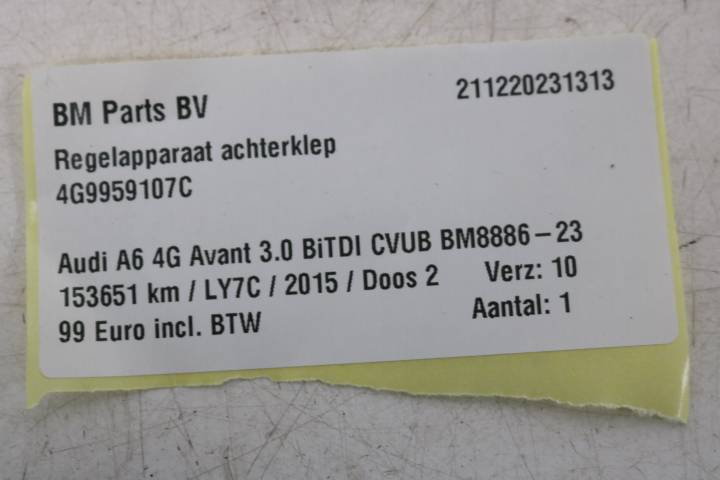 BM Parts BV 211220231313
Regelapparaat achterklep
4G9959107C
Audi A6 4G Avant 3.0 BiTDI CVUB BM8886-23
153651 km / LY7C / 2015 / Doos 2 Verz: 10
99 Euro incl. BTW Aantal: 1